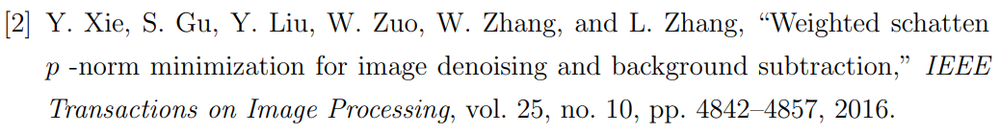 [2] Y. Xie, S. Gu, Y. Liu, W. Zuo, W. Zhang, and L. Zhang, “Weighted schatten
p -norm minimization for image denoising and background subtraction,” IEEE
Transactions on Image Processing, vol. 25, no. 10, pp. 4842–4857, 2016.